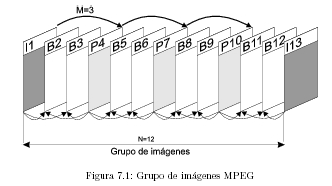 M=3
I1 B2 B3 P4 B5 B6 P7 B8 B9 P10 B11 B12 I13
N=12
Grupo de imágenes
Figura 7.1: Grupo de imágenes MPEG